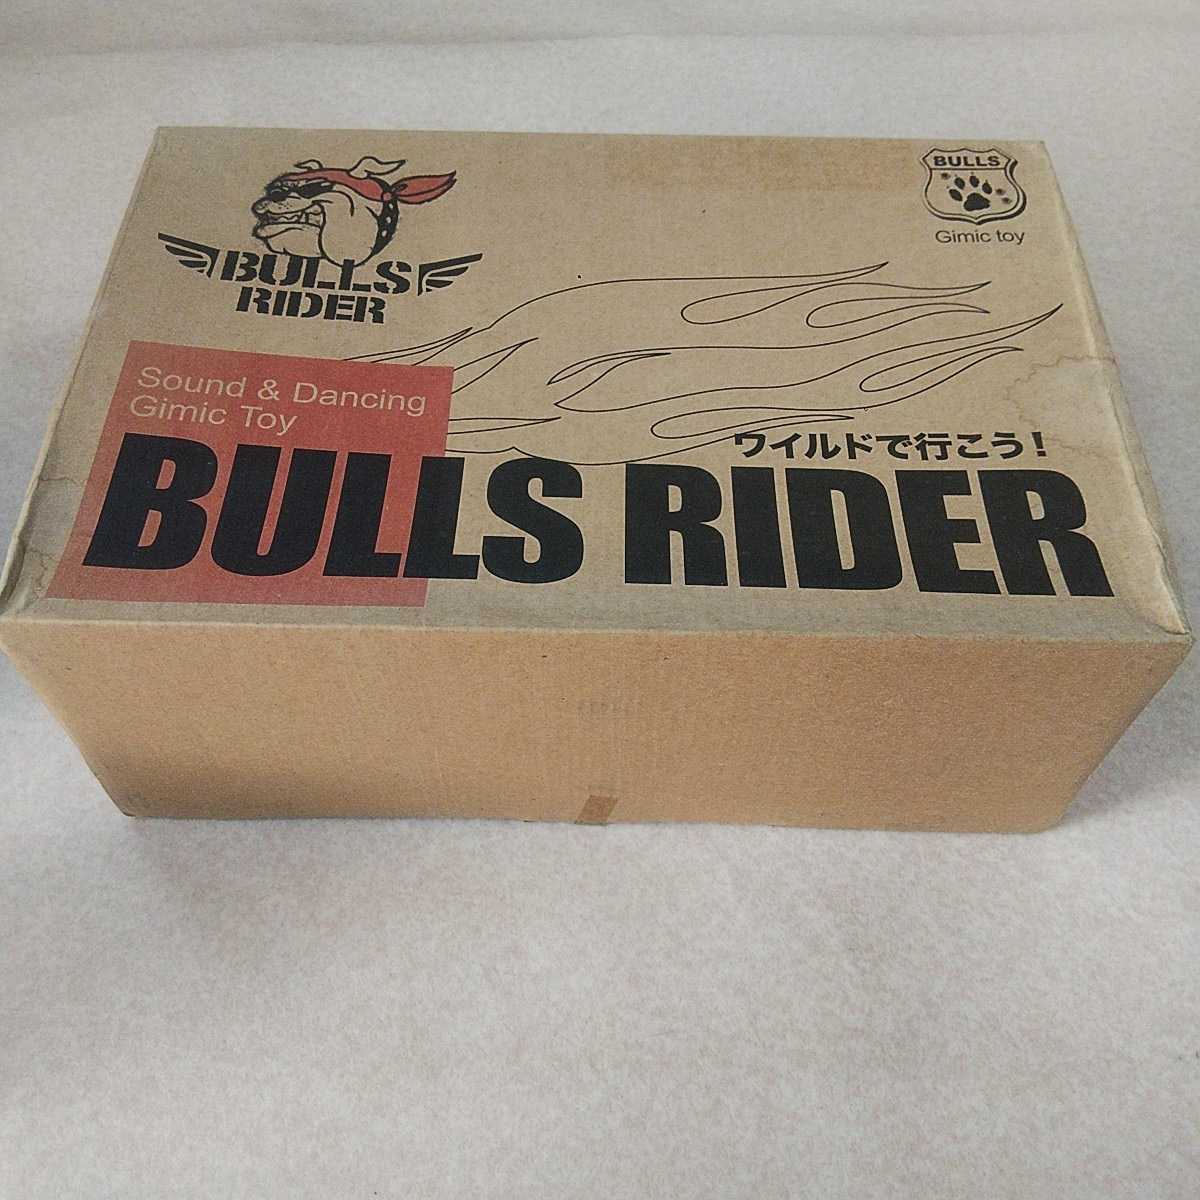 BULLS
RIDER
BULLS
Gimic toy
Sound & Dancing
Gimic Toy
ワイルドで行こう!
BULLS RIDER